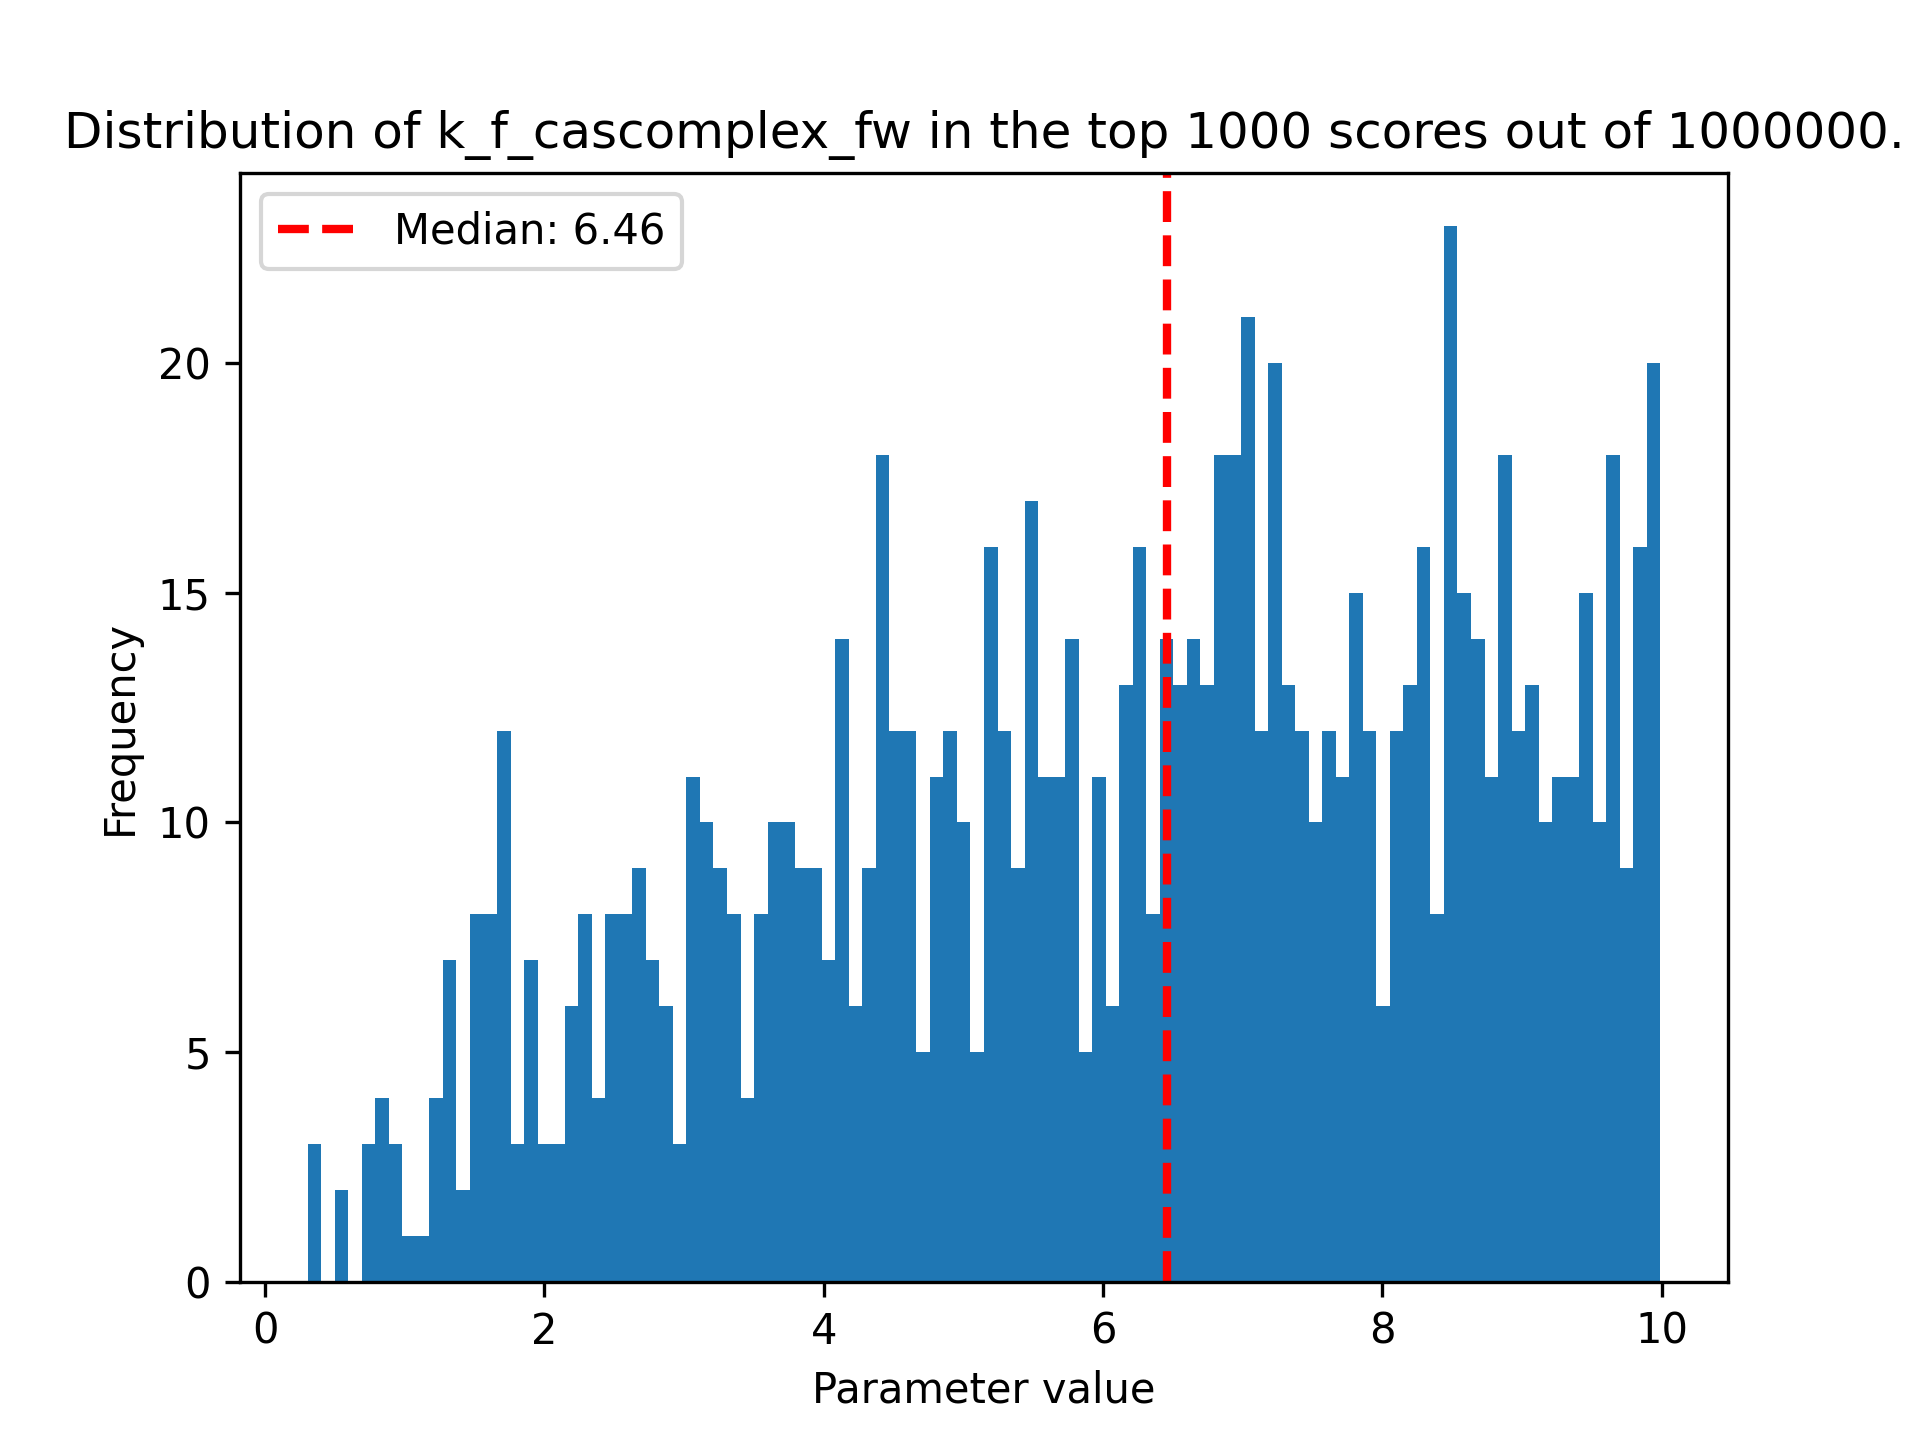 Distribution of k_f_cascomplex_fw in the top 1000 scores out of 1000000.
Median: 6.46
20
15
10
5
0
Frequency
0 2 4 6 8 10
Parameter value